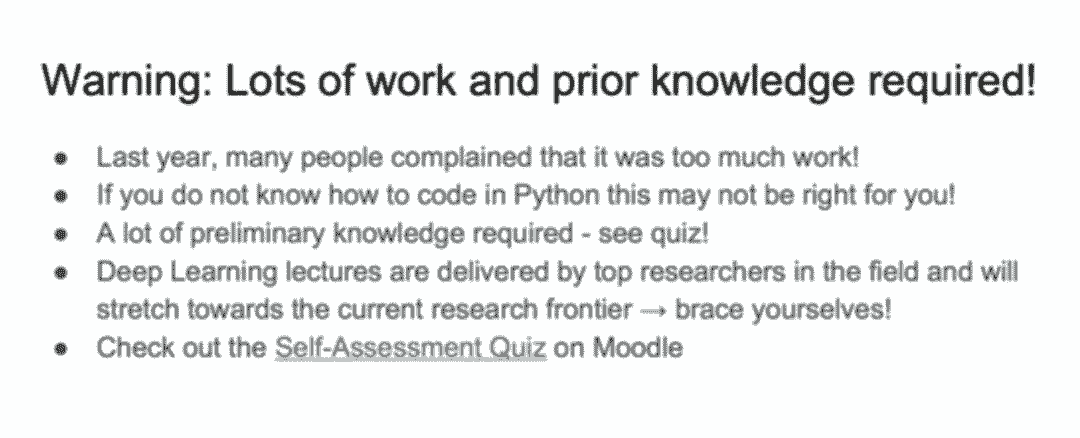 Warning: Lots of work and prior knowledge required!
● Last year, many people complained that it was too much work!
● If you do not know how to code in Python this may not be right for you!
● A lot of preliminary knowledge required - see quiz!
● Deep Learning lectures are delivered by top researchers in the field and will
stretch towards the current research frontier → brace yourselves!
● Check out the Self-Assessment Quiz on Moodle